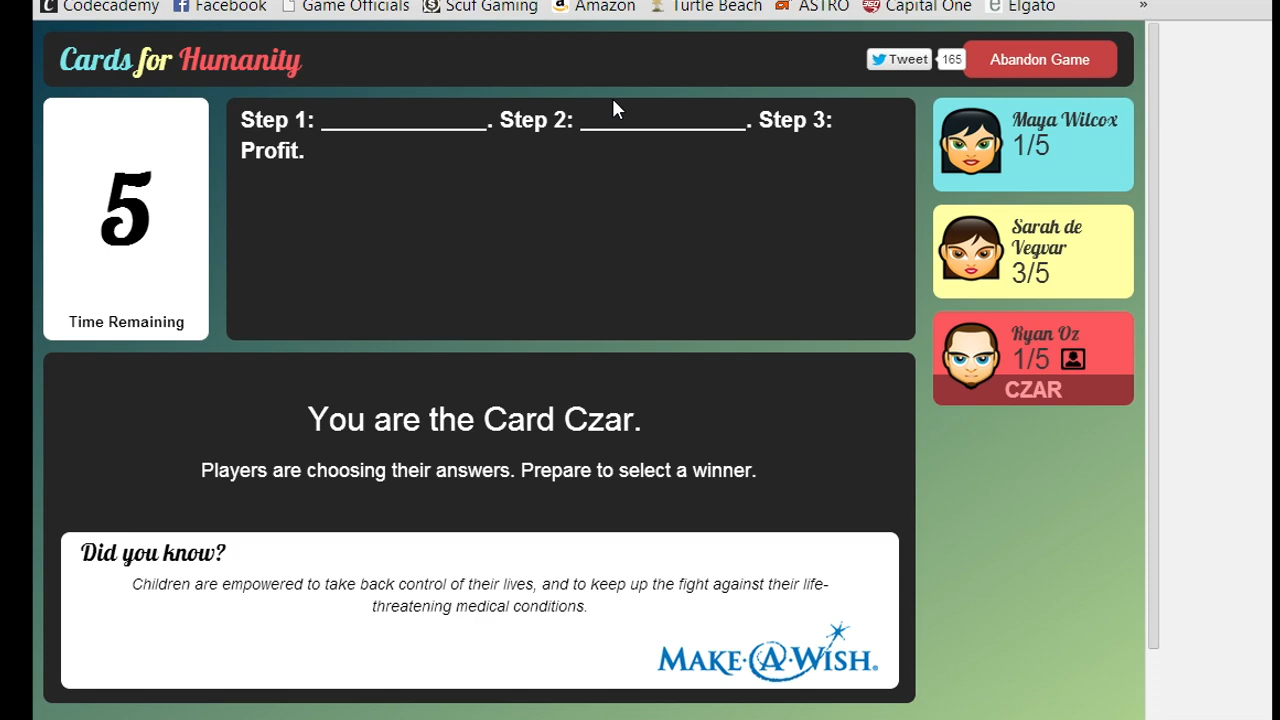 Codecademy Facebook Game Officials Scuf Gaming Amazon Turtle Beach ASTRO Capital One Elgato »
Cards for Humanity
Tweet 165 Abandon Game
5
Time Remaining
Step 1: _____________. Step 2: _____________. Step 3:
Profit.
Maya Wilcox
1/5
Sarah de
Vegvar
3/5
Ryan Oz
1/5
CZAR
You are the Card Czar.
Players are choosing their answers. Prepare to select a winner.
Did you know?
Children are empowered to take back control of their lives, and to keep up the fight against their life-
threatening medical conditions.
MAKE·A·WISH.